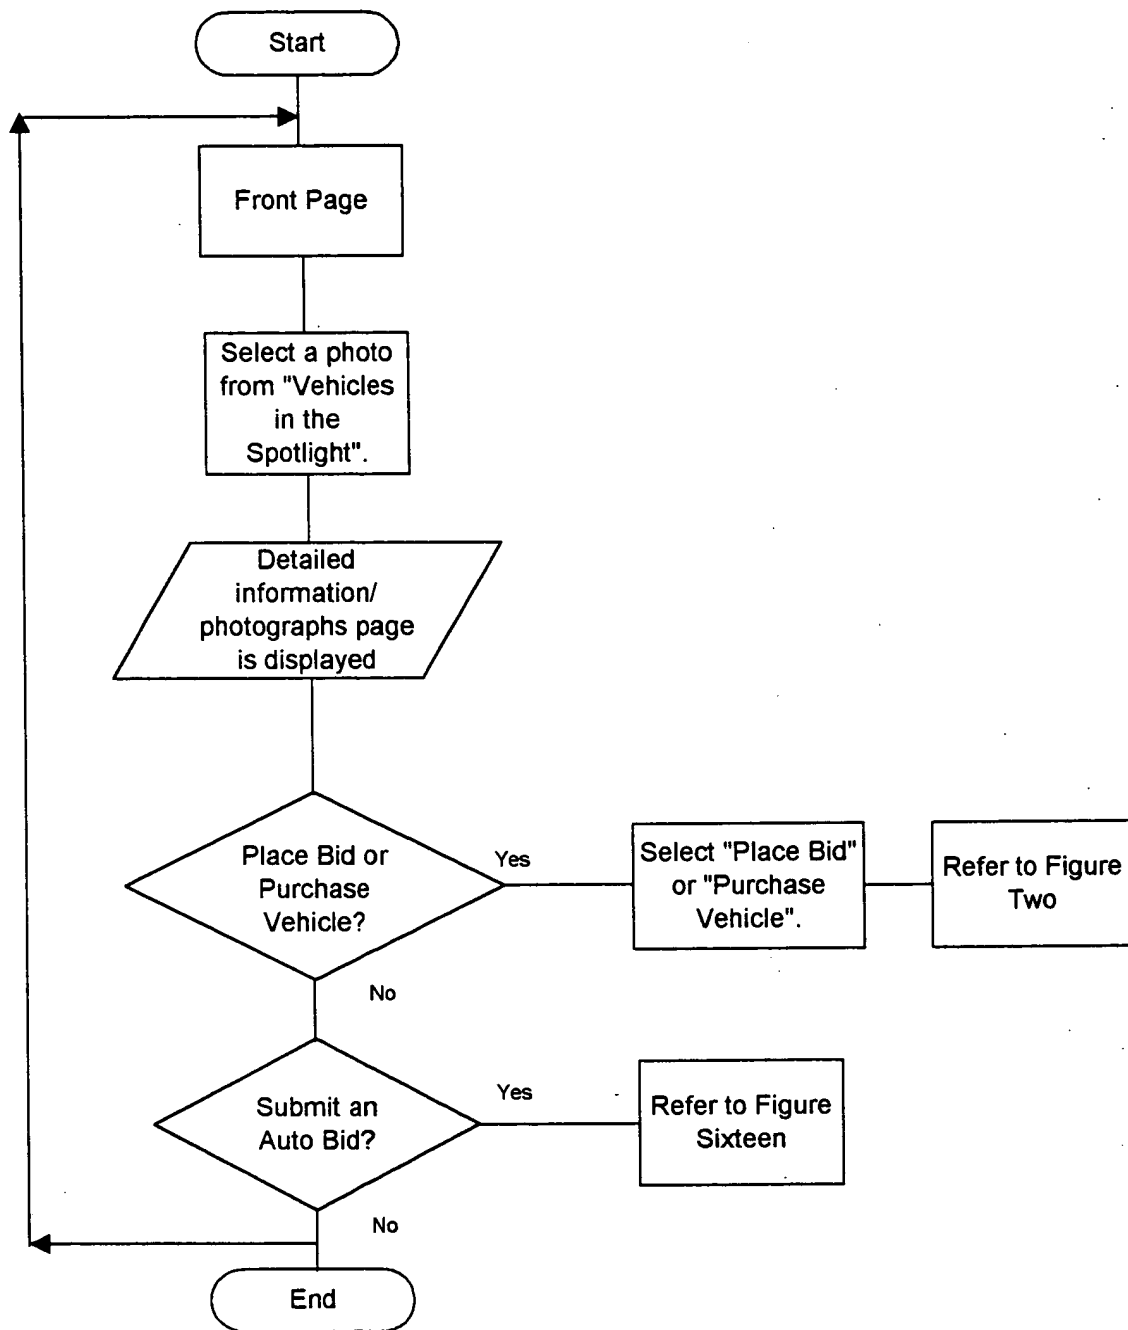 Start
Front Page
Select a photo
from "Vehicles
in the
Spotlight".
Detailed
information/
photographs page
is displayed
Place Bid or
Purchase
Vehicle?
Yes
Select "Place Bid"
or "Purchase
Vehicle".
Refer to Figure
Two
No
Submit an
Auto Bid?
Yes
Refer to Figure
Sixteen
No
End